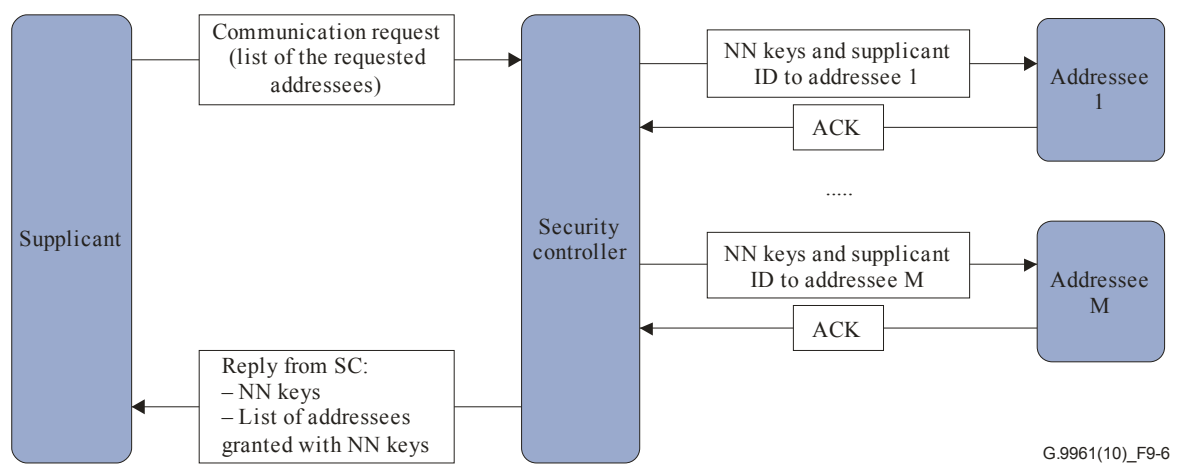 Communication request
(list of the requested
addressees)
NN keys and supplicant
ID to addressee 1
Addressee
1
ACK
.....
Supplicant
Security
controller
NN keys and supplicant
ID to addressee M
Addressee
M
ACK
Reply from SC:
– NN keys
– List of addressees
granted with NN keys
G.9961(10)_F9-6